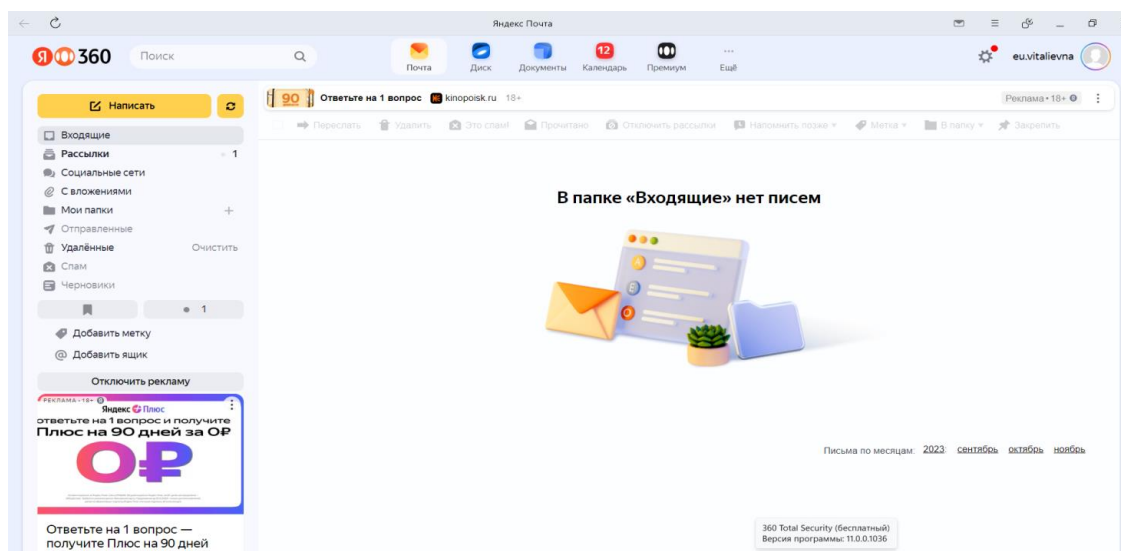 Яндекс Почта
Я 360 Поиск Почта Диск Документы 12 Календарь Премиум Ещё eu.vitalievna
Написать
90 Ответьте на 1 вопрос kinopoisk.ru 18+ Реклама • 18+
Переслать Удалить Это спам! Прочитано Отключить рассылки Напомнить позже Метка В папку Закрепить
Входящие
Рассылки 1
Социальные сети
С вложениями
Мои папки
Отправленные
Удалённые Очистить
Спам
Черновики
1
Добавить метку
Добавить ящик
Отключить рекламу
В папке «Входящие» нет писем
РЕКЛАМА • 18+
Яндекс Плюс
ответьте на 1 вопрос и получите
Плюс на 90 дней за 0₽
0₽
Ответьте на 1 вопрос —
получите Плюс на 90 дней
Письма по месяцам: 2023: сентябрь октябрь ноябрь
360 Total Security (бесплатный)
Версия программы: 11.0.0.1036